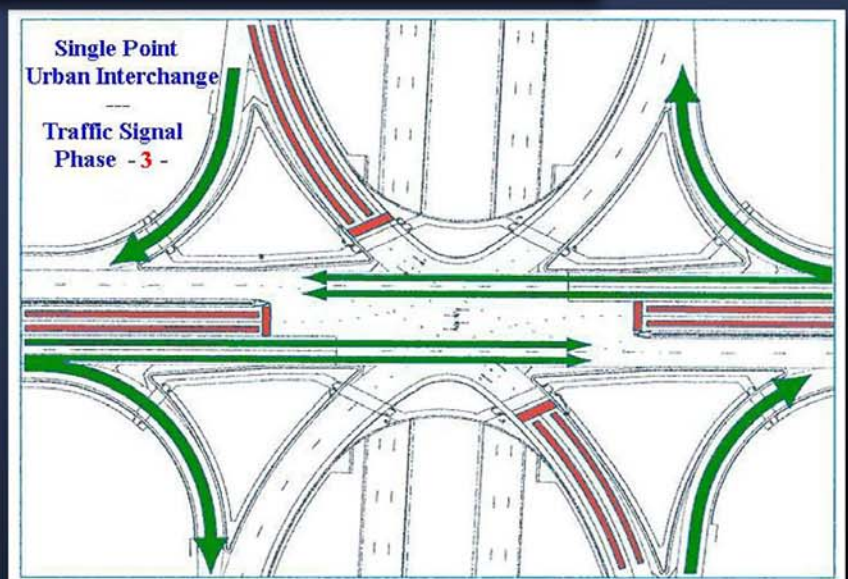 Single Point
Urban Interchange
---
Traffic Signal
Phase - 3 -